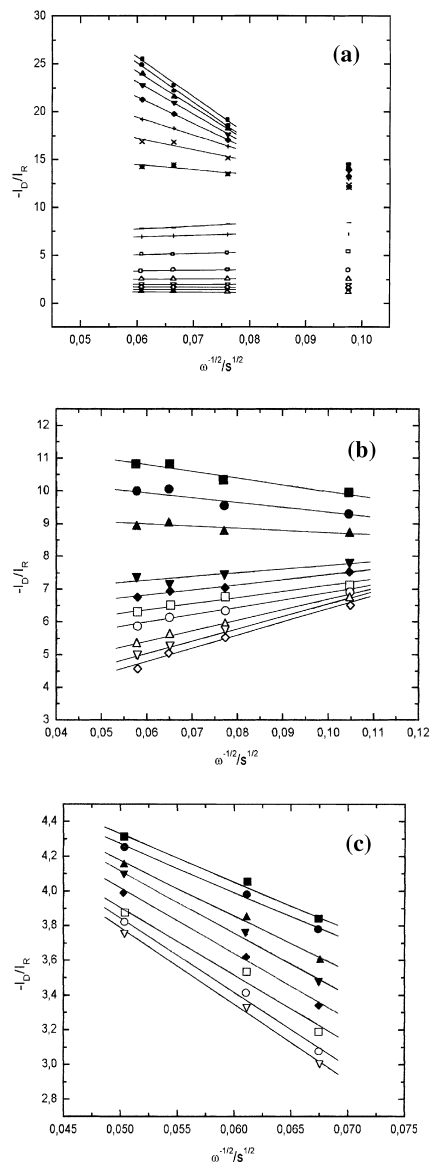 30
25
20
15
10
5
0
-I_D/I_R
(a)
0,05 0,06 0,07 0,08 0,09 0,10
ω^-1/2/s^1/2
12
11
10
9
8
7
6
5
4
3
-I_D/I_R
(b)
0,04 0,05 0,06 0,07 0,08 0,09 0,10 0,11 0,12
ω^-1/2/s^1/2
4,4
4,2
4,0
3,8
3,6
3,4
3,2
3,0
2,8
-I_D/I_R
(c)
0,045 0,050 0,055 0,060 0,065 0,070 0,075
ω^-1/2/s^1/2